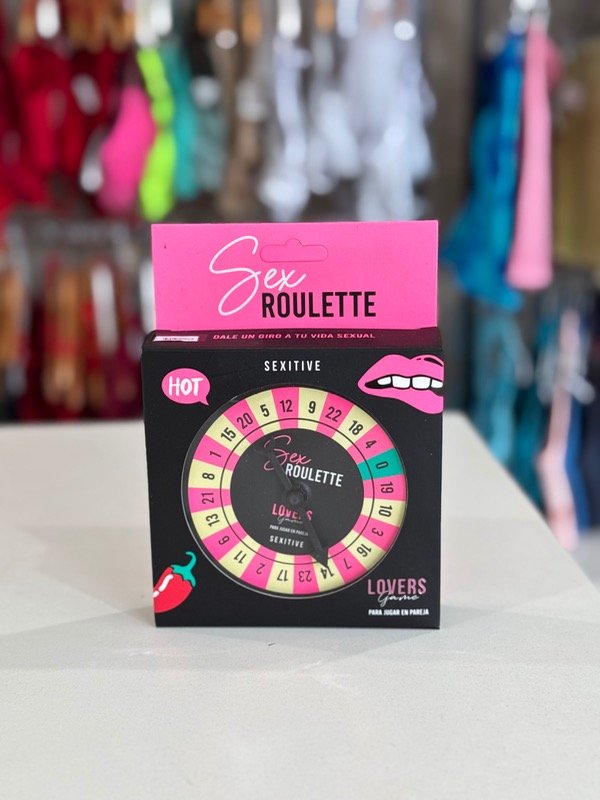 Sex
ROULETTE
DALE UN GIRO A TU VIDA SEXUAL
SEXITIVE
HOT
12
9
22
18
4
0
19
10
3
16
7
14
23
17
2
11
6
13
21
8
1
15
20
5
Sex
ROULETTE
LOVERS
Game
PARA JUGAR EN PAREJA
SEXITIVE
LOVERS
Game
PARA JUGAR EN PAREJA